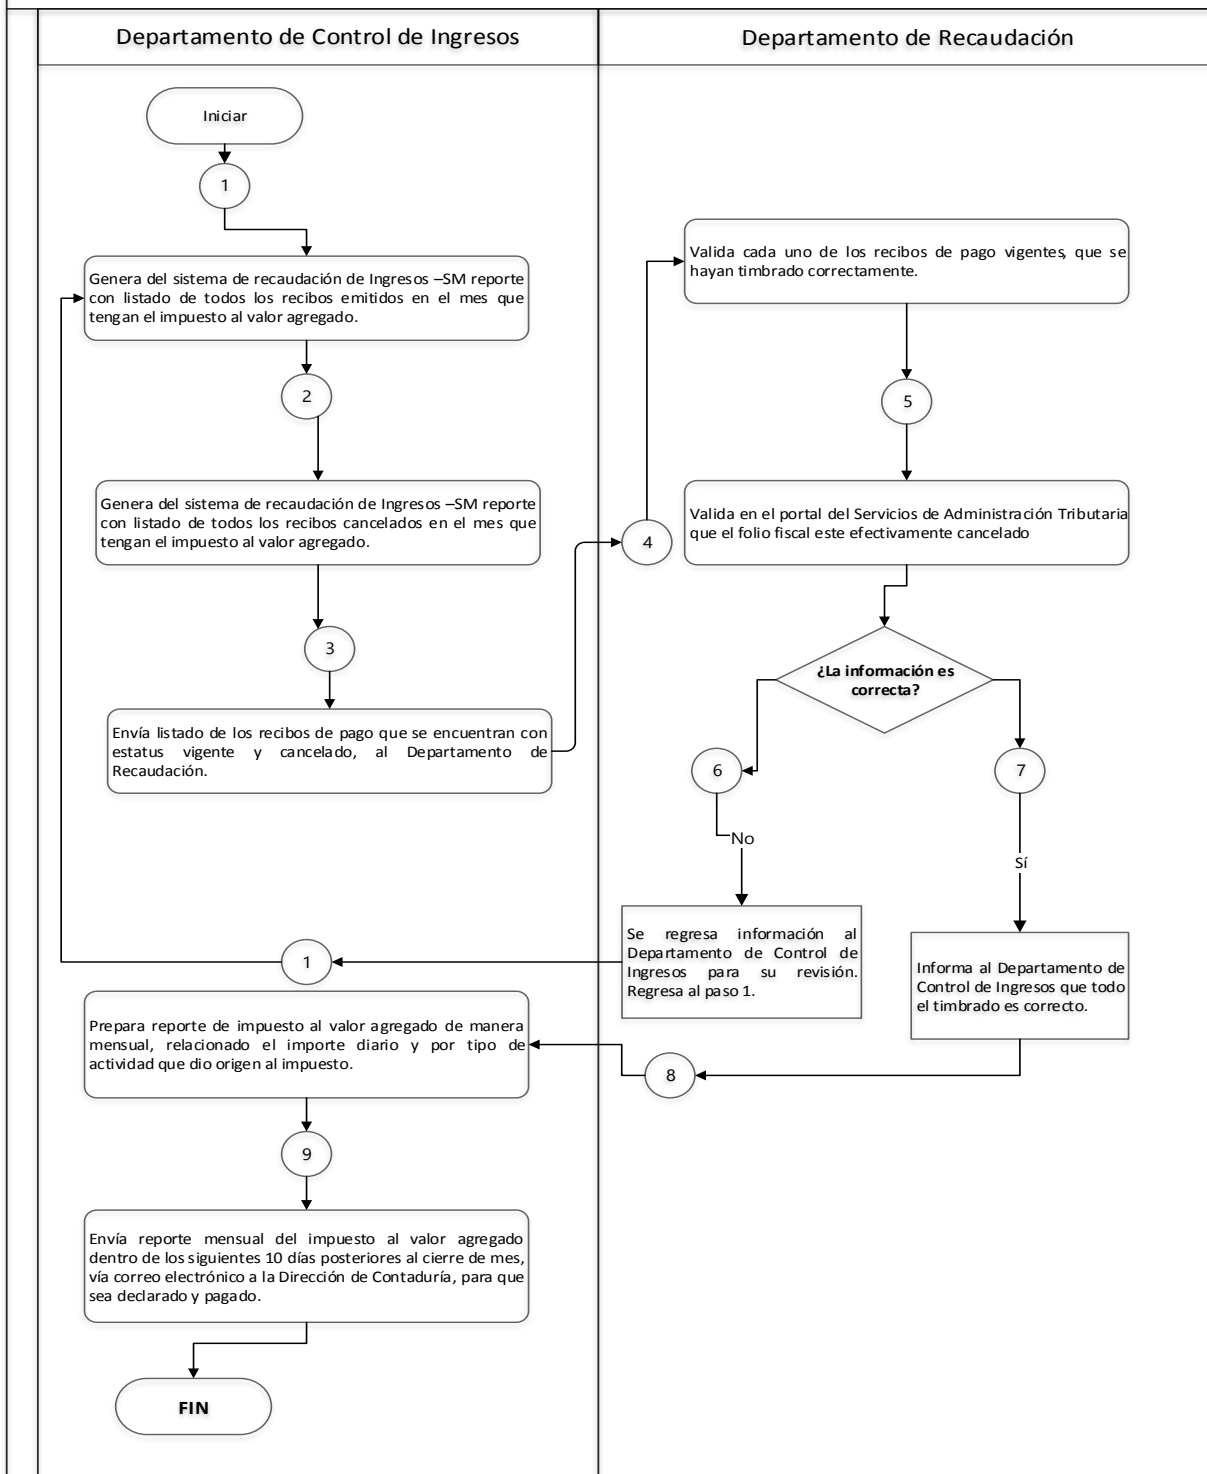 Departamento de Control de Ingresos
Departamento de Recaudación
Iniciar
1
Genera del sistema de recaudación de Ingresos –SM reporte
con listado de todos los recibos emitidos en el mes que
tengan el impuesto al valor agregado.
2
Genera del sistema de recaudación de Ingresos –SM reporte
con listado de todos los recibos cancelados en el mes que
tengan el impuesto al valor agregado.
3
Envía listado de los recibos de pago que se encuentran con
estatus vigente y cancelado, al Departamento de
Recaudación.
4
Valida cada uno de los recibos de pago vigentes, que se
hayan timbrado correctamente.
5
Valida en el portal del Servicios de Administración Tributaria
que el folio fiscal este efectivamente cancelado
¿La información es
correcta?
6
No
7
Sí
Se regresa información al
Departamento de Control de
Ingresos para su revisión.
Regresa al paso 1.
1
Informa al Departamento de
Control de Ingresos que todo
el timbrado es correcto.
8
Prepara reporte de impuesto al valor agregado de manera
mensual, relacionado el importe diario y por tipo de
actividad que dio origen al impuesto.
9
Envía reporte mensual del impuesto al valor agregado
dentro de los siguientes 10 días posteriores al cierre de mes,
vía correo electrónico a la Dirección de Contaduría, para que
sea declarado y pagado.
FIN